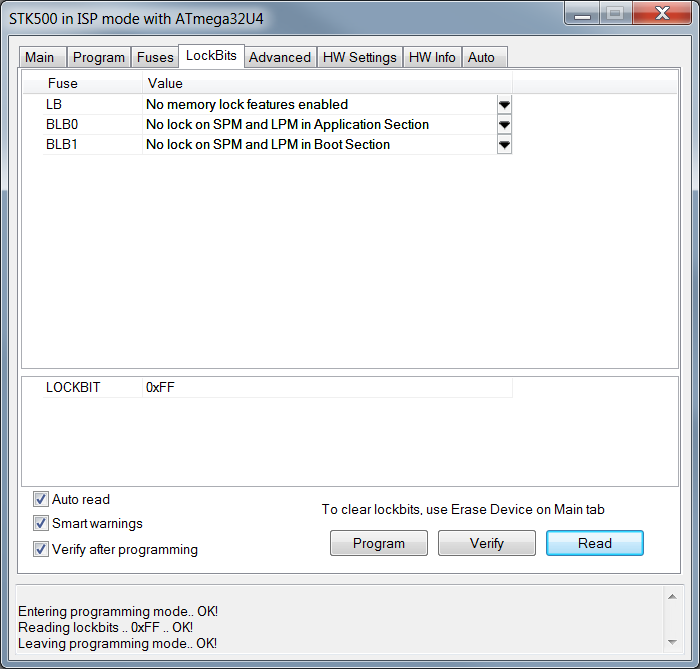 STK500 in ISP mode with ATmega32U4
Main Program Fuses LockBits Advanced HW Settings HW Info Auto
Fuse Value
LB No memory lock features enabled
BLB0 No lock on SPM and LPM in Application Section
BLB1 No lock on SPM and LPM in Boot Section
LOCKBIT 0xFF
Auto read
To clear lockbits, use Erase Device on Main tab
Smart warnings
Verify after programming
Program Verify Read
Entering programming mode.. OK!
Reading lockbits .. 0xFF .. OK!
Leaving programming mode.. OK!